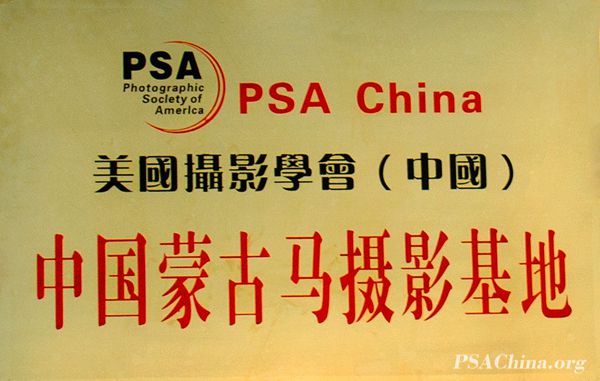 PSA
Photographic
Society of
America
PSA China
美國攝影學會（中國）
中国蒙古马摄影基地
PSAChina.org